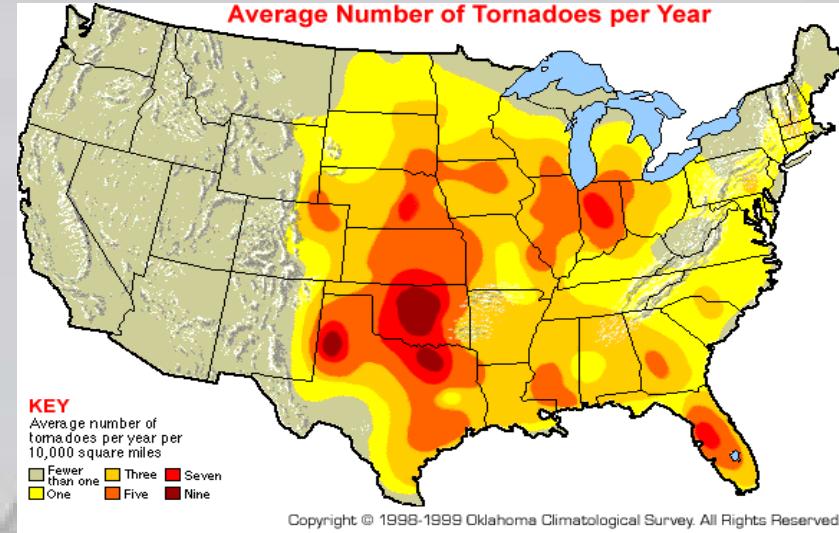 Average Number of Tornadoes per Year
KEY
Average number of
tornadoes per year per
10,000 square miles
Fewer
than one
Three
Seven
One
Five
Nine
Copyright © 1998-1999 Oklahoma Climatological Survey. All Rights Reserved